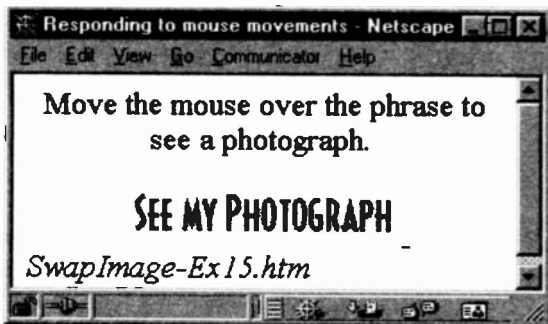 Responding to mouse movements - Netscape
File Edit View Go Communicator Help
Move the mouse over the phrase to
see a photograph.
SEE MY PHOTOGRAPH
SwapImage-Ex15.htm